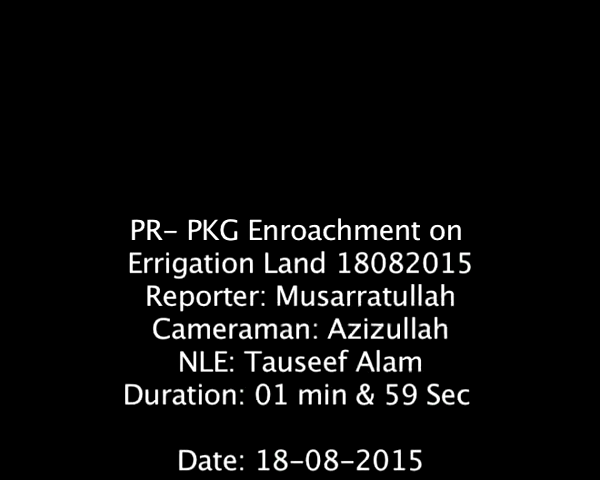 PR- PKG Enroachment on
Errigation Land 18082015
Reporter: Musarratullah
Cameraman: Azizullah
NLE: Tauseef Alam
Duration: 01 min & 59 Sec
Date: 18-08-2015